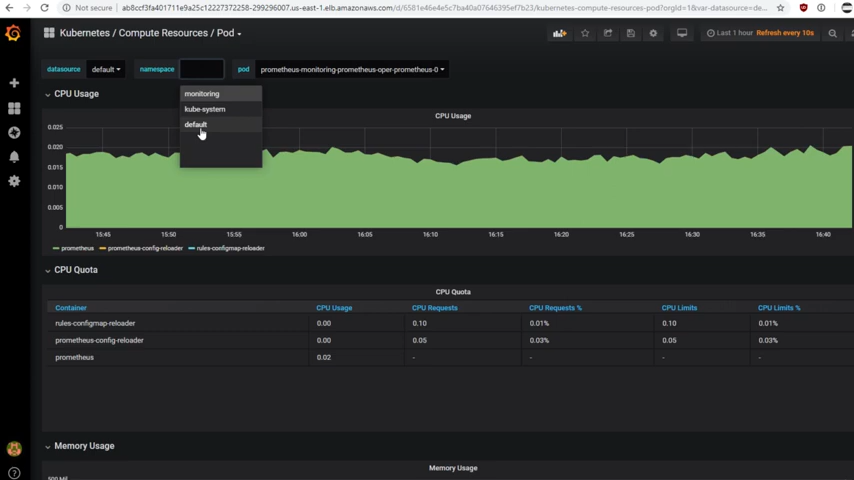 Not secure
ab8ccf3fa401711e9a25c12227372258-299296007.us-east-1.elb.amazonaws.com/d/6581e46e4e5c7ba40a07646395ef7b23/kubernetes-compute-resources-pod?orgId=1&var-datasource=de...
Kubernetes / Compute Resources / Pod
Last 1 hour Refresh every 10s
datasource default namespace pod prometheus-monitoring-prometheus-oper-prometheus-0
monitoring
kube-system
default
CPU Usage
CPU Usage
0.025
0.020
0.015
0.010
0.005
0
15:45 15:50 15:55 16:00 16:05 16:10 16:15 16:20 16:25 16:30 16:35 16:40
prometheus prometheus-config-reloader rules-configmap-reloader
CPU Quota
CPU Quota
Container CPU Usage CPU Requests CPU Requests % CPU Limits CPU Limits %
rules-configmap-reloader 0.00 0.10 0.01% 0.10 0.01%
prometheus-config-reloader 0.00 0.05 0.03% 0.05 0.03%
prometheus 0.02 - - - -
Memory Usage
Memory Usage
500 Mil